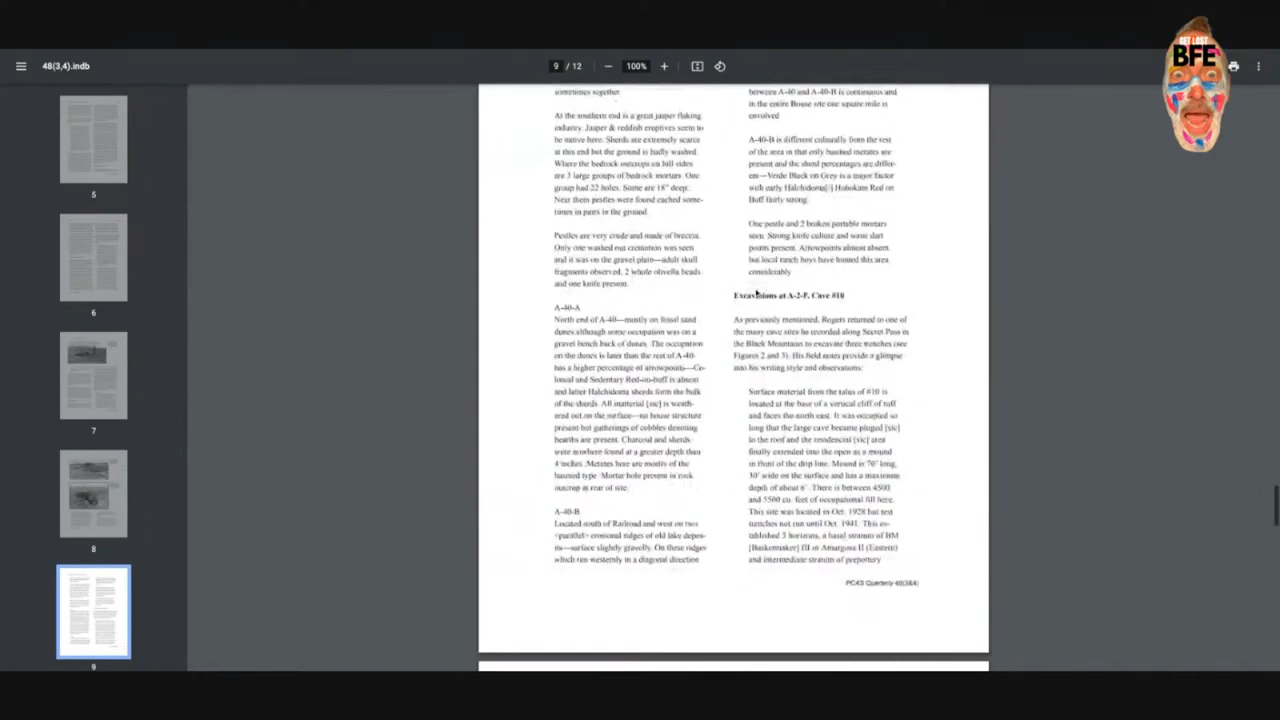 GET LOST
BFE
48(3,4).indb
9 / 12
100%
5
6
7
8
9
sometimes together
At the southern end is a great jasper flaking
industry. Jasper & reddish eruptives seem to
be native here. Sherds are extremely scarce
at this end but the ground is badly washed.
Where the bedrock outcrops on hill sides
are 3 large groups of bedrock mortars. One
group had 22 holes. Some are 18" deep.
Near them pestles were found cached some-
times in pairs in the ground.
Pestles are very crude and made of breccia.
Only one washed out cremation was seen
and it was on the gravel plain—adult skull
fragments observed, 2 whole olivella beads
and one knife present.
A-40-A
North end of A-40—mostly on fossil sand
dunes although some occupation was on a
gravel bench back of dunes. The occupation
on the dunes is later than the rest of A-40-
has a higher percentage of arrowpoints—Co-
lonial and Sedentary Red-on-buff is absent
and latter Halchidoma sherds form the bulk
of the sherds. All material [sic] is weath-
ered out on the surface—no house structure
present but gatherings of cobbles denoting
hearths are present. Charcoal and sherds
were nowhere found at a greater depth than
4 inches. Metates here are mostly of the
basined type. Mortar hole present in rock
outcrop at rear of site.
A-40-B
Located south of Railroad and west on two
<parallel> erosional ridges of old lake depos-
its—surface slightly gravelly. On these ridges
which run westernly in a diagonal direction
between A-40 and A-40-B is continuous and
in the entire Bouse site one square mile is
envolved
A-40-B is different culturally from the rest
of the area in that only basined metates are
present and the sherd percentages are differ-
ent—Verde Black on Grey is a major factor
with early Halchidoma[/] Hohokam Red on
Buff fairly strong.
One pestle and 2 broken portable mortars
seen. Strong knife culture and some dart
points present. Arrowpoints almost absent
but local ranch boys have hunted this area
considerably
Excavations at A-2-F, Cave #10
As previously mentioned, Rogers returned to one of
the many cave sites he recorded along Secret Pass in
the Black Mountains to excavate three trenches (see
Figures 2 and 3). His field notes provide a glimpse
into his writing style and observations:
Surface material from the talus of #10 is
located at the base of a vertical cliff of tuff
and faces the north east. It was occupied so
long that the large cave became pluged [sic]
to the roof and the residencial [sic] area
finally extended into the open as a mound
in front of the drip line. Mound is 70' long,
30' wide on the surface and has a maximum
depth of about 6'. There is between 4500
and 5500 cu. feet of occupational fill here.
This site was located in Oct. 1928 but test
trenches not run until Oct. 1941. This es-
tablished 3 horizons, a basal stratum of BM
[Basketmaker] III or Amargosa II (Eastern)
and intermediate stratum of prepottery
PCAS Quarterly 48(3&4)